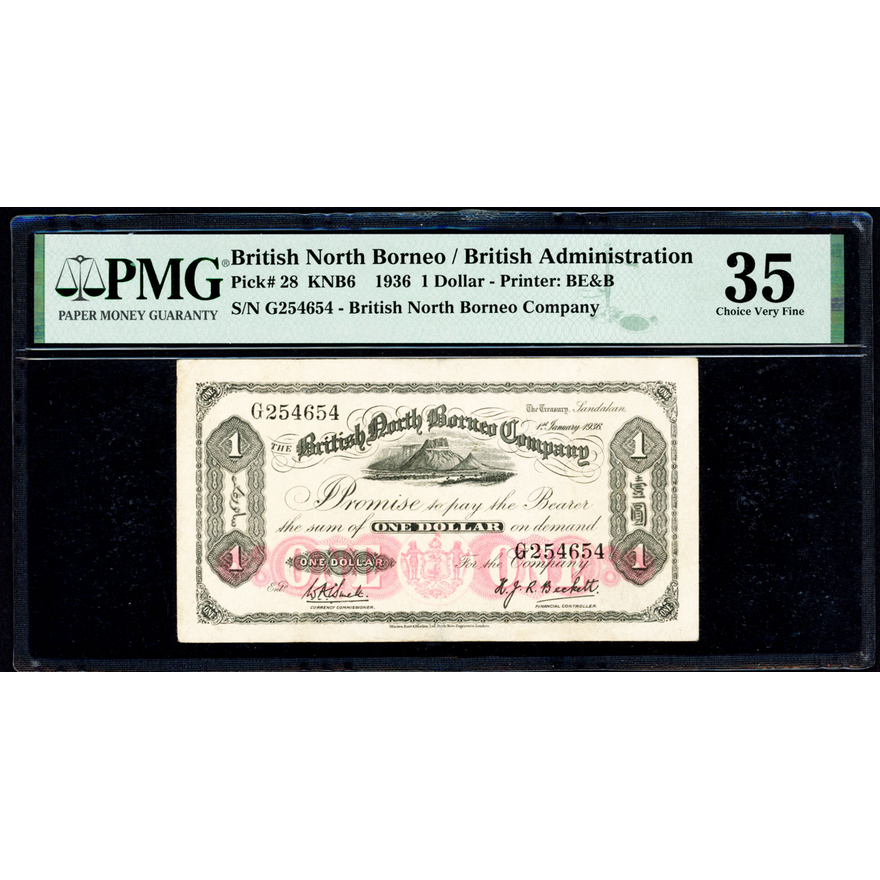 PMG®
PAPER MONEY GUARANTY
British North Borneo / British Administration
Pick# 28 KNB6 1936 1 Dollar - Printer: BE&B
S/N G254654 - British North Borneo Company
35
Choice Very Fine
G254654
The Treasury, Sandakan,
1st January 1936.
THE British North Borneo Company
1
1
I Promise to pay the Bearer
the sum of ONE DOLLAR on demand
G254654
1
ONE DOLLAR
For the Company
1
Entd
CURRENCY COMMISSIONER.
H. J. R. Beckett.
FINANCIAL CONTROLLER.